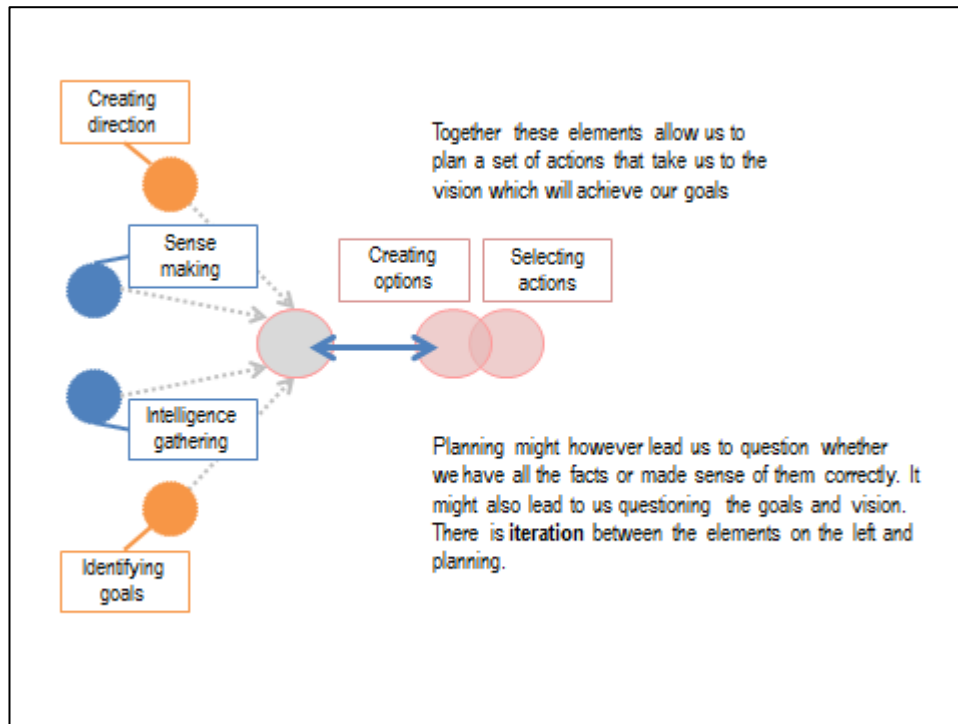 Creating
direction
Together these elements allow us to
plan a set of actions that take us to the
vision which will achieve our goals
Sense
making
Creating
options
Selecting
actions
Intelligence
gathering
Planning might however lead us to question whether
we have all the facts or made sense of them correctly. It
might also lead to us questioning the goals and vision.
There is iteration between the elements on the left and
planning.
Identifying
goals